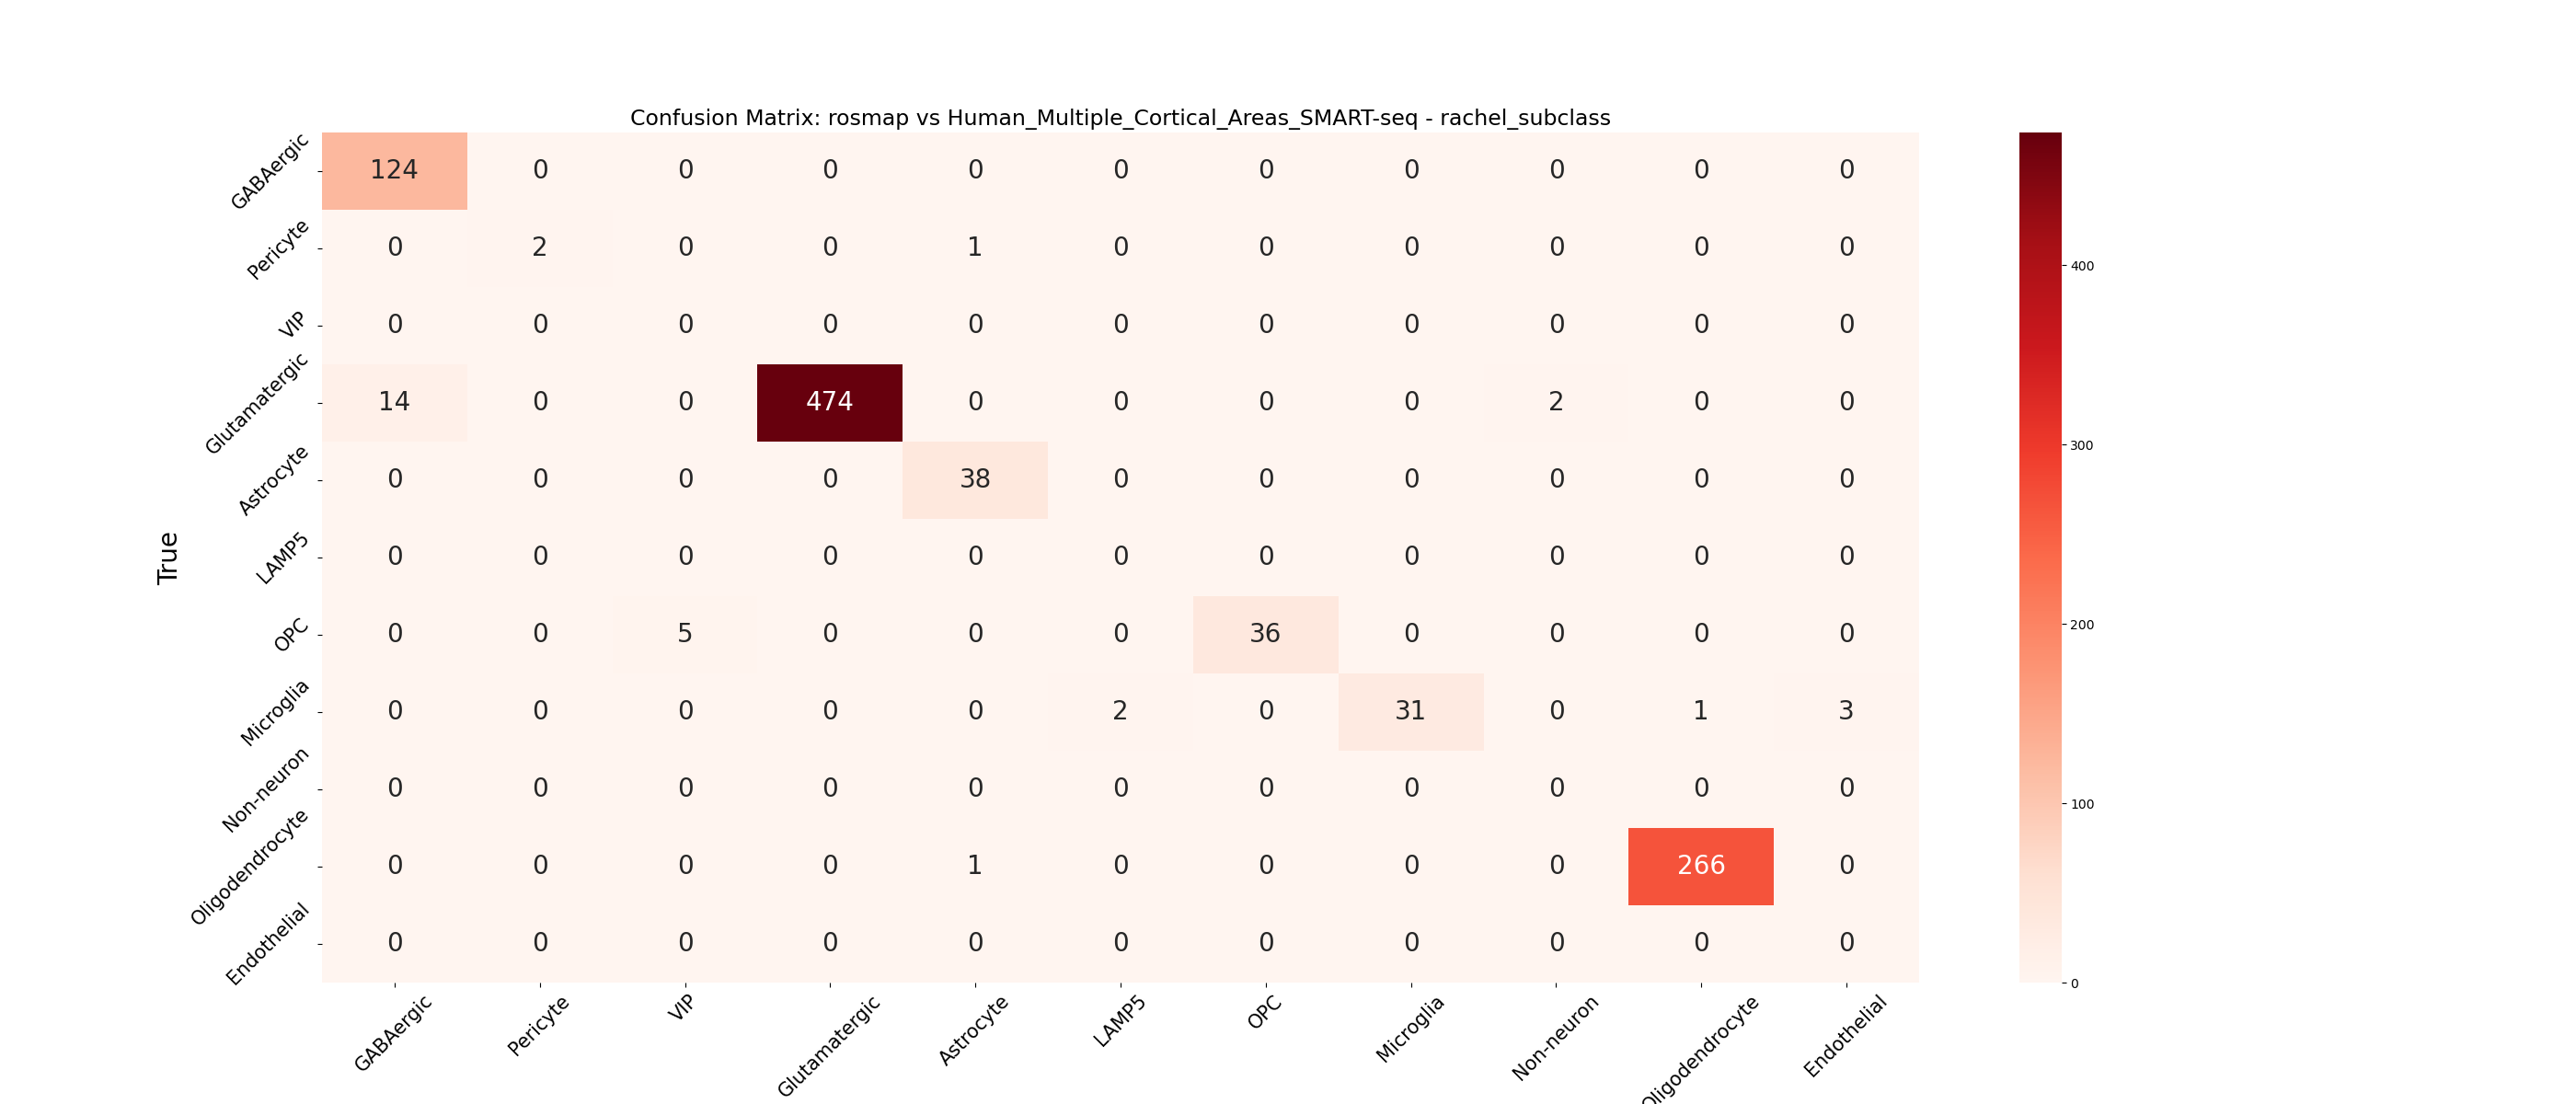 Confusion Matrix: rosmap vs Human_Multiple_Cortical_Areas_SMART-seq - rachel_subclass
True
GABAergic 124 0 0 0 0 0 0 0 0 0 0
Pericyte 0 2 0 0 1 0 0 0 0 0 0
VIP 0 0 0 0 0 0 0 0 0 0 0
Glutamatergic 14 0 0 474 0 0 0 0 2 0 0
Astrocyte 0 0 0 0 38 0 0 0 0 0 0
LAMP5 0 0 0 0 0 0 0 0 0 0 0
OPC 0 0 5 0 0 0 36 0 0 0 0
Microglia 0 0 0 0 0 2 0 31 0 1 3
Non-neuron 0 0 0 0 0 0 0 0 0 0 0
Oligodendrocyte 0 0 0 0 1 0 0 0 0 266 0
Endothelial 0 0 0 0 0 0 0 0 0 0 0
GABAergic Pericyte VIP Glutamatergic Astrocyte LAMP5 OPC Microglia Non-neuron Oligodendrocyte Endothelial
400
300
200
100
0